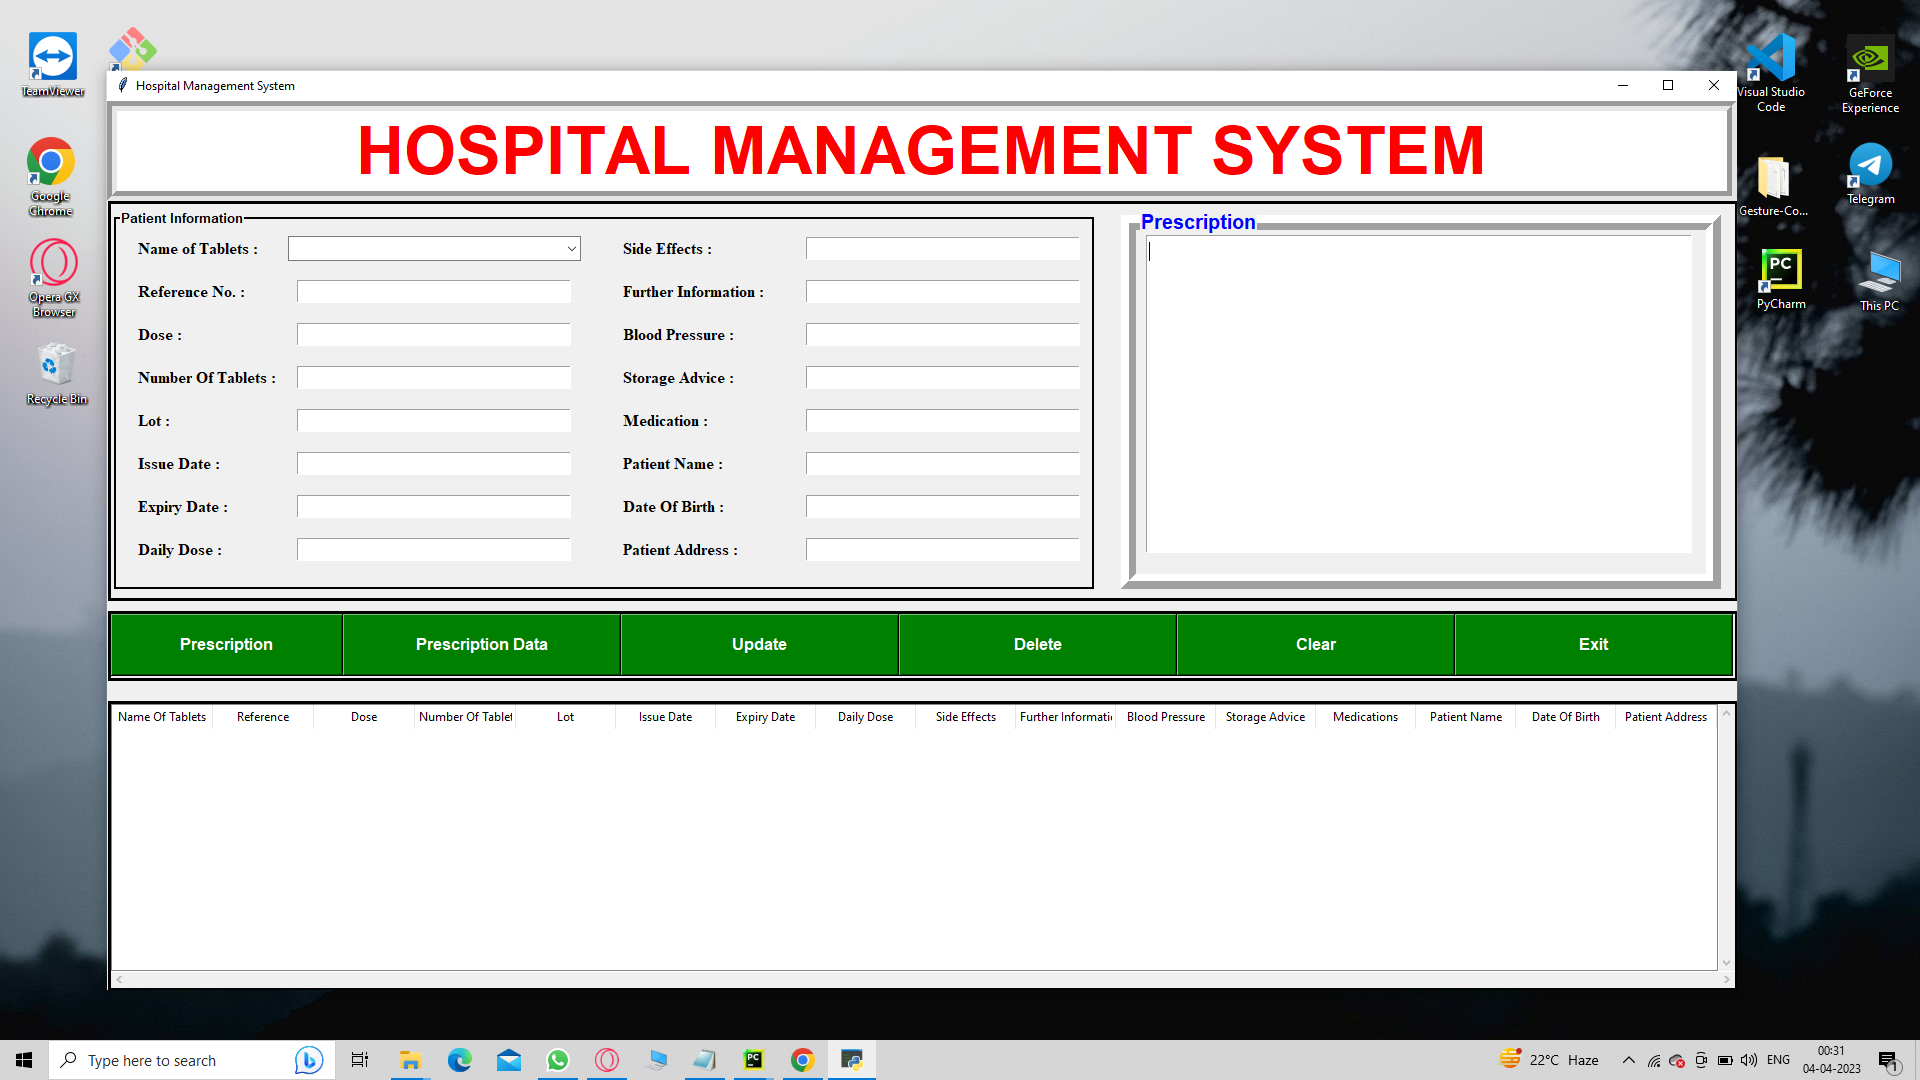 TeamViewer
Google
Chrome
Opera GX
Browser
Recycle Bin
Hospital Management System
HOSPITAL MANAGEMENT SYSTEM
Patient Information
Name of Tablets :
Reference No. :
Dose :
Number Of Tablets :
Lot :
Issue Date :
Expiry Date :
Daily Dose :
Side Effects :
Further Information :
Blood Pressure :
Storage Advice :
Medication :
Patient Name :
Date Of Birth :
Patient Address :
Prescription
Prescription Prescription Data Update Delete Clear Exit
Name Of Tablets Reference Dose Number Of Tablet Lot Issue Date Expiry Date Daily Dose Side Effects Further Informati Blood Pressure Storage Advice Medications Patient Name Date Of Birth Patient Address
Visual Studio
Code
GeForce
Experience
Gesture-Co...
Telegram
PC
PyCharm
This PC
Type here to search
PC
22°C Haze
ENG
00:31
04-04-2023
1